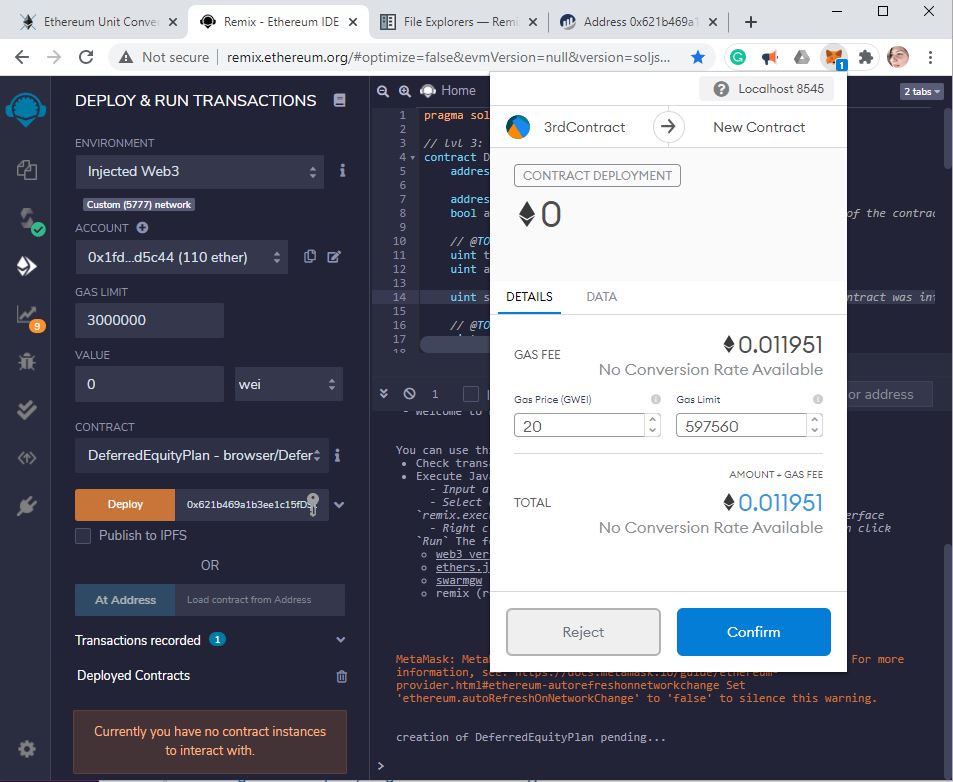 Ethereum Unit Conver
Remix - Ethereum IDE
File Explorers — Remi
Address 0x621b469a1
Not secure
remix.ethereum.org/#optimize=false&evmVersion=null&version=soljs...
1
DEPLOY & RUN TRANSACTIONS
ENVIRONMENT
Injected Web3
Custom (5777) network
ACCOUNT
0x1fd...d5c44 (110 ether)
GAS LIMIT
3000000
VALUE
0
wei
CONTRACT
DeferredEquityPlan - browser/Defer
Deploy
0x621b469a1b3ee1c15fD
Publish to IPFS
OR
At Address
Load contract from Address
Transactions recorded 1
Deployed Contracts
Currently you have no contract instances
to interact with.
9
Home
2 tabs
1 pragma sol
2
3 // lvl 3:
4 contract D
5 addres
6
7 addres
8 bool a of the contrac
9
10 // @TO
11 uint t
12 uint a
13
14 uint s ntract was in
15
16 // @TO
17
18
1
or address
- Welcome to
You can use thi
Check transa
Execute Java
- Input a
- Select
`remix.exec erface
- Right c n click
`Run` The f
web3 ver
ethers.j
swarmgw
remix (r
MetaMask: Meta For more
information, see: https://docs.metamask.io/guide/ethereum-
provider.html#ethereum-autorefreshonnetworkchange Set
'ethereum.autoRefreshOnNetworkChange' to 'false' to silence this warning.
creation of DeferredEquityPlan pending...
>
Localhost 8545
3rdContract
New Contract
CONTRACT DEPLOYMENT
0
DETAILS
DATA
GAS FEE
0.011951
No Conversion Rate Available
Gas Price (GWEI)
Gas Limit
20
597560
AMOUNT + GAS FEE
TOTAL
0.011951
No Conversion Rate Available
Reject
Confirm